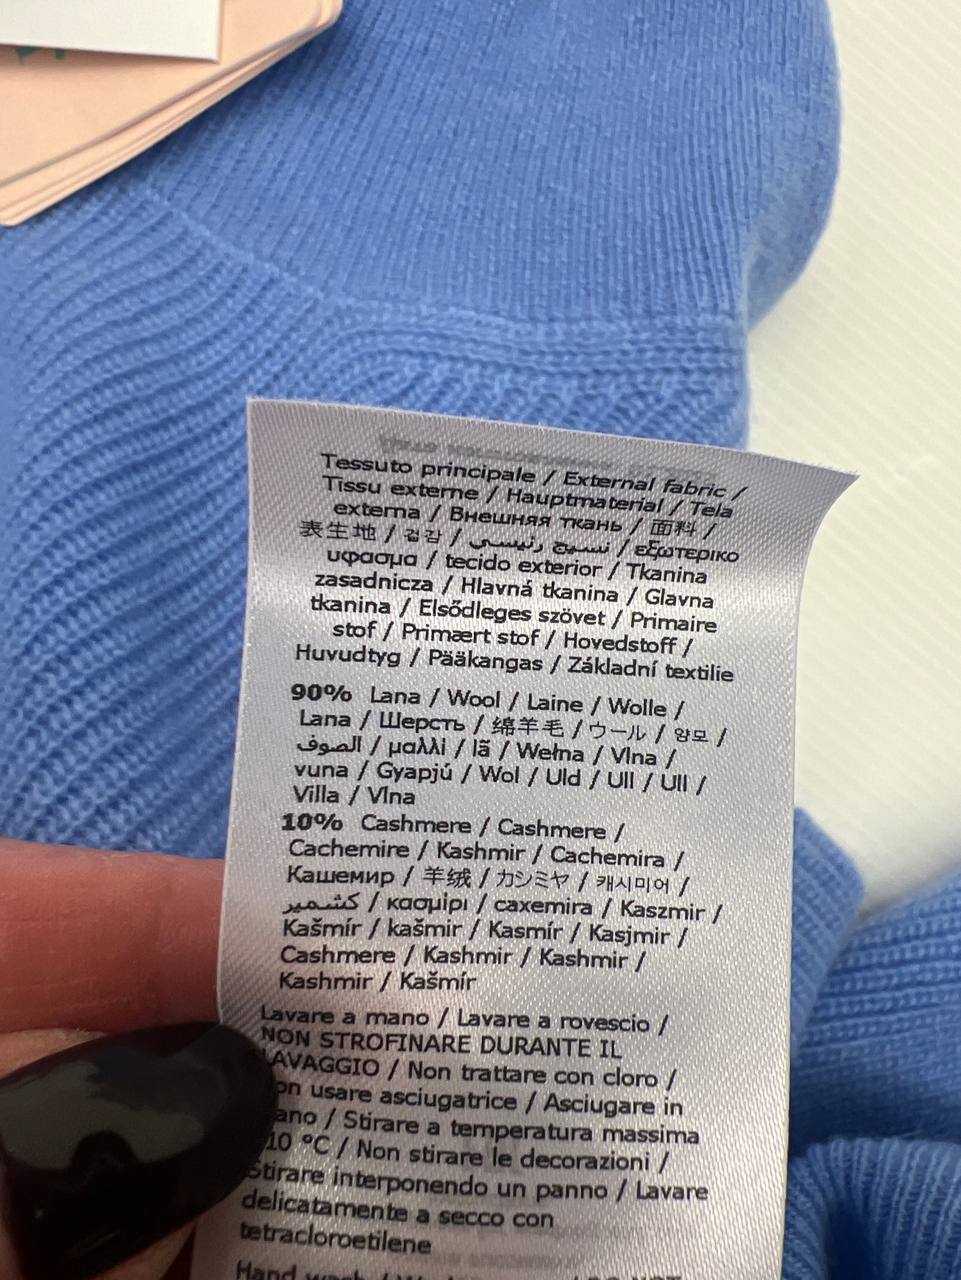 Tessuto principale / External fabric /
Tissu externe / Hauptmaterial / Tela
externa / Внешняя ткань / 面料 /
表生地 / 겉감 / نسيج رئيسي / εξωτερικο
υφασμα / tecido exterior / Tkanina
zasadnicza / Hlavná tkanina / Glavna
tkanina / Elsődleges szövet / Primaire
stof / Primært stof / Hovedstoff /
Huvudtyg / Pääkangas / Základní textilie
90% Lana / Wool / Laine / Wolle /
Lana / Шерсть / 绵羊毛 / ウール / 양모 /
الصوف / μαλλί / lã / Wełna / Vlna /
vuna / Gyapjú / Wol / Uld / Ull / Ull /
Villa / Vlna
10% Cashmere / Cashmere /
Cachemire / Kashmir / Cachemira /
Кашемир / 羊绒 / カシミヤ / 캐시미어 /
كشمير / κασμίρι / caxemira / Kaszmir /
Kašmír / kašmir / Kasmír / Kasjmir /
Cashmere / Kashmir / Kashmir /
Kashmir / Kašmír
Lavare a mano / Lavare a rovescio /
NON STROFINARE DURANTE IL
LAVAGGIO / Non trattare con cloro /
usare asciugatrice / Asciugare in
/ Stirare a temperatura massima
°C / Non stirare le decorazioni /
Stirare interponendo un panno / Lavare
delicatamente a secco con
tetracloroetilene
Hand wash /